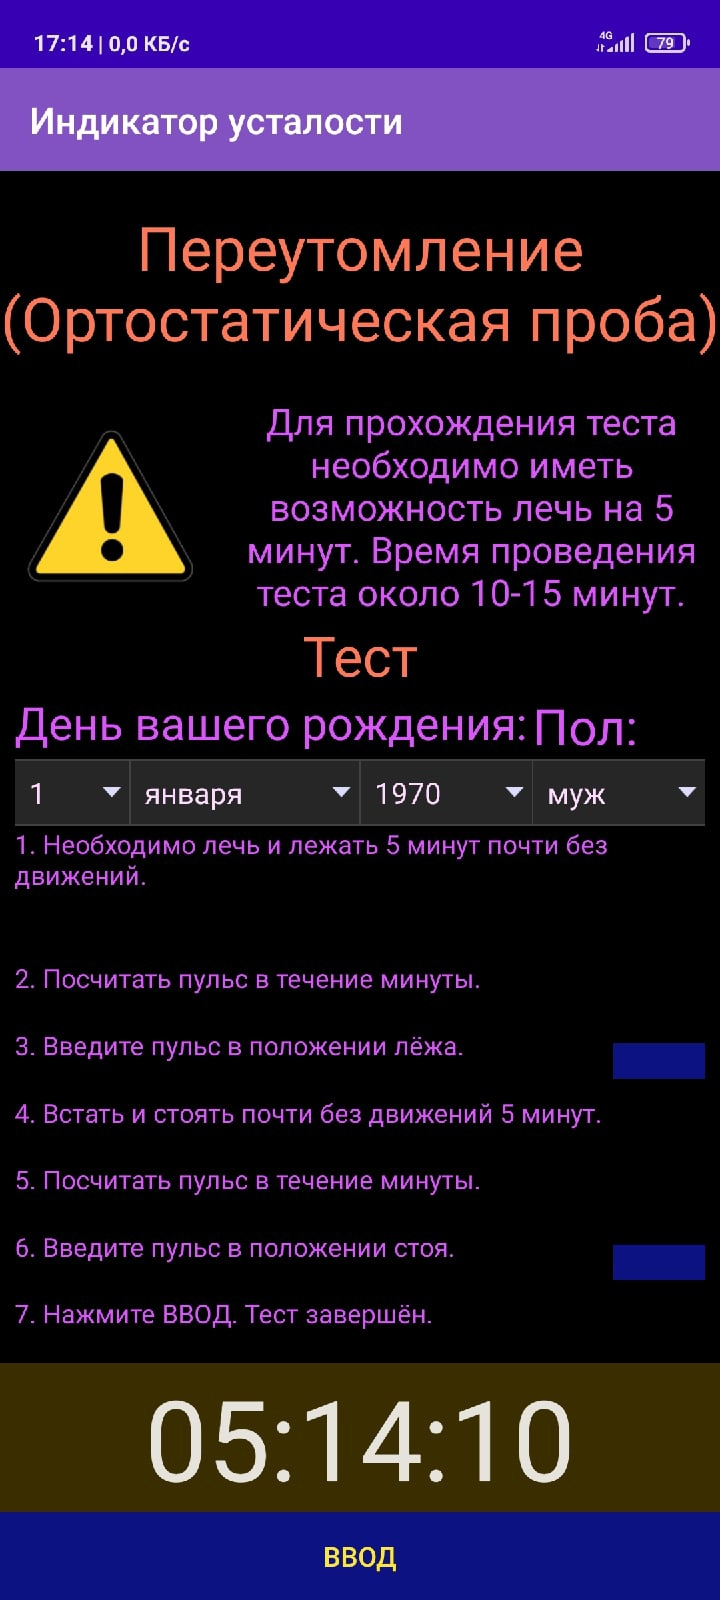 17:14 | 0,0 КБ/с
4G
79
Индикатор усталости
Переутомление
(Ортостатическая проба)
Для прохождения теста
необходимо иметь
возможность лечь на 5
минут. Время проведения
теста около 10-15 минут.
Тест
День вашего рождения: Пол:
1 января 1970 муж
1. Необходимо лечь и лежать 5 минут почти без
движений.
2. Посчитать пульс в течение минуты.
3. Введите пульс в положении лёжа.
4. Встать и стоять почти без движений 5 минут.
5. Посчитать пульс в течение минуты.
6. Введите пульс в положении стоя.
7. Нажмите ВВОД. Тест завершён.
05:14:10
ВВОД